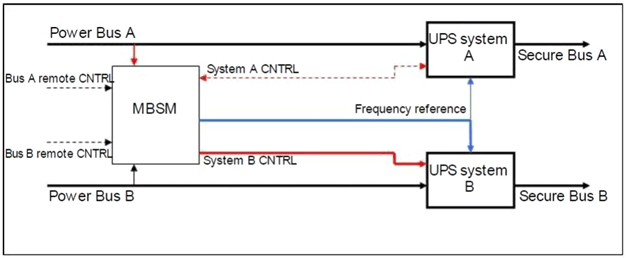 Power Bus A
UPS system
A
Secure Bus A
System A CNTRL
Bus A remote CNTRL
MBSM
Frequency reference
Bus B remote CNTRL
System B CNTRL
UPS system
B
Power Bus B
Secure Bus B